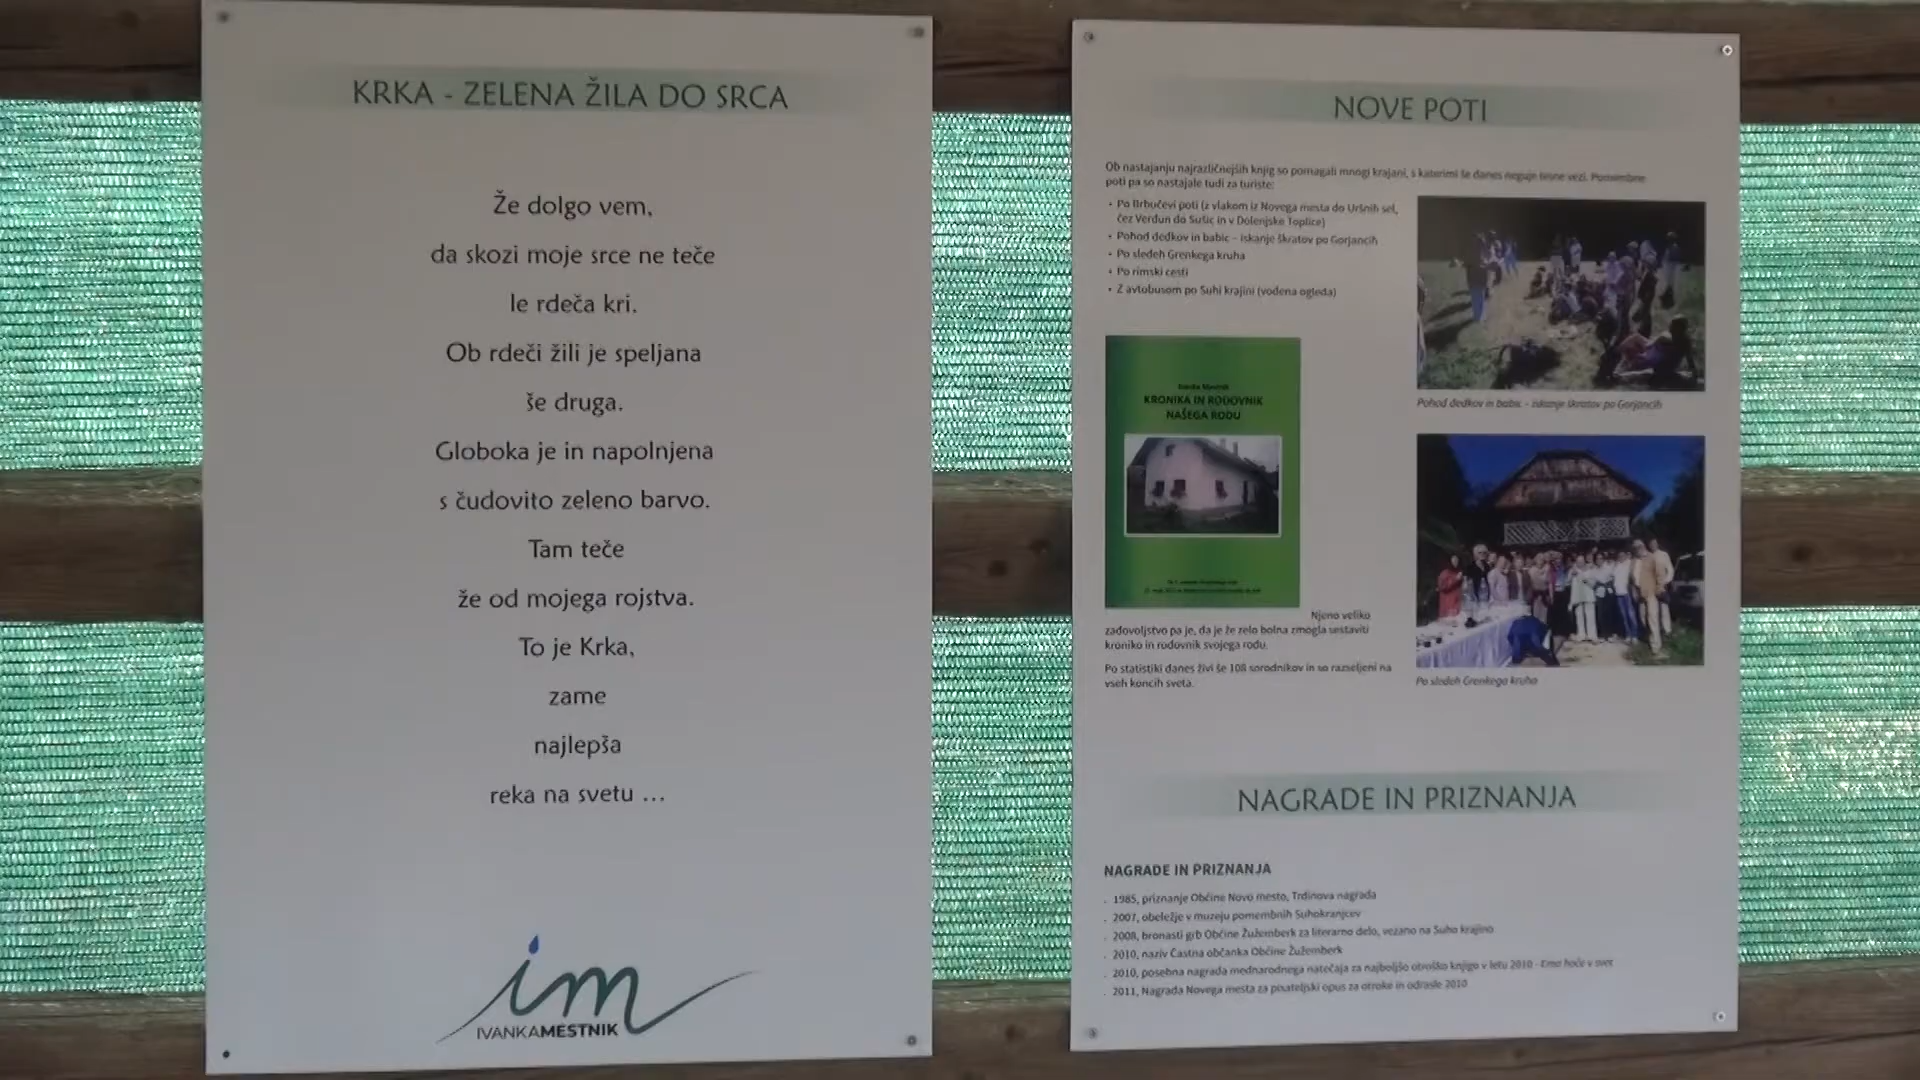 KRKA - ZELENA ŽILA DO SRCA
Že dolgo vem,
da skozi moje srce ne teče
le rdeča kri.
Ob rdeči žili je speljana
še druga.
Globoka je in napolnjena
s čudovito zeleno barvo.
Tam teče
že od mojega rojstva.
To je Krka,
zame
najlepša
reka na svetu ...
im
IVANKAMESTNIK
NOVE POTI
Ob nastajanju najrazličnejših knjig so pomagali mnogi krajani, s katerimi še danes neguje tesne vezi. Pomembne
poti pa so nastajale tudi za turiste:
• Po Brbučevi poti (z vlakom iz Novega mesta do Uršnih sel,
čez Verdun do Sušic in v Dolenjske Toplice)
• Pohod dedkov in babic – iskanje škratov po Gorjancih
• Po sledeh Grenkega kruha
• Po rimski cesti
• Z avtobusom po Suhi krajini (vodena ogleda)
Pohod dedkov in babic – iskanje škratov po Gorjancih
Ivanka Mestnik
KRONIKA IN RODOVNIK
NAŠEGA RODU
Njeno veliko
zadovoljstvo pa je, da je že zelo bolna zmogla sestaviti
kroniko in rodovnik svojega rodu.
Po statistiki danes živi še 108 sorodnikov in so razseljeni na
vseh koncih sveta.
Po sledeh Grenkega kruha
NAGRADE IN PRIZNANJA
NAGRADE IN PRIZNANJA
. 1985, priznanje Občine Novo mesto, Trdinova nagrada
. 2007, obeležje v muzeju pomembnih Suhokranjcev
. 2008, bronasti grb Občine Žužemberk za literarno delo, vezano na Suho krajino
. 2010, naziv Častna občanka Občine Žužemberk
. 2010, posebna nagrada mednarodnega natečaja za najboljšo otroško knjigo v letu 2010 - Ema hoče v svet
. 2011, Nagrada Novega mesta za pisateljski opus za otroke in odrasle 2010